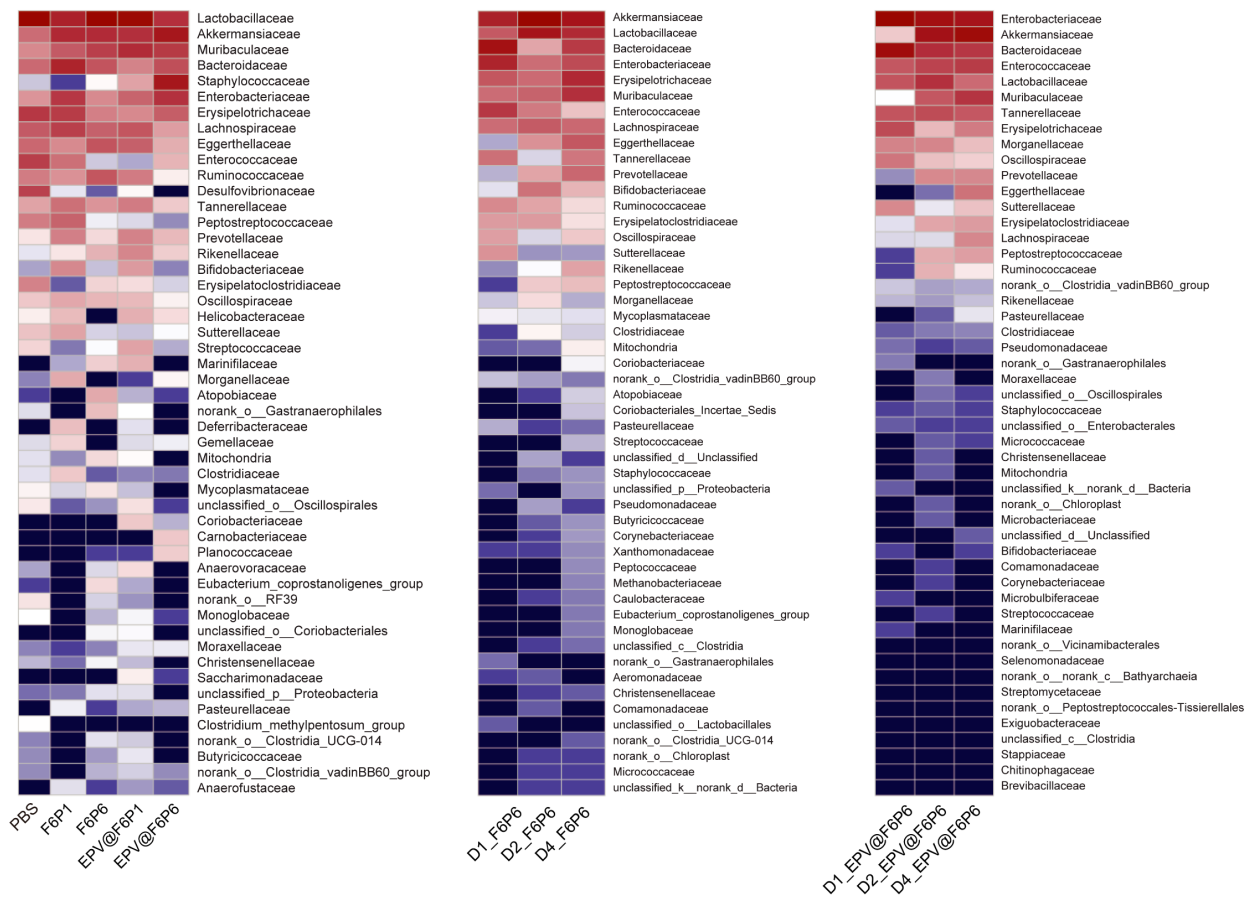 Lactobacillaceae
Akkermansiaceae
Muribaculaceae
Bacteroidaceae
Staphylococcaceae
Enterobacteriaceae
Erysipelotrichaceae
Lachnospiraceae
Eggerthellaceae
Enterococcaceae
Ruminococcaceae
Desulfovibrionaceae
Tannerellaceae
Peptostreptococcaceae
Prevotellaceae
Rikenellaceae
Bifidobacteriaceae
Erysipelatoclostridiaceae
Oscillospiraceae
Helicobacteraceae
Sutterellaceae
Streptococcaceae
Marinifilaceae
Morganellaceae
Atopobiaceae
norank_o__Gastranaerophilales
Deferribacteraceae
Gemellaceae
Mitochondria
Clostridiaceae
Mycoplasmataceae
unclassified_o__Oscillospirales
Coriobacteriaceae
Carnobacteriaceae
Planococcaceae
Anaerovoracaceae
Eubacterium_coprostanoligenes_group
norank_o__RF39
Monoglobaceae
unclassified_o__Coriobacteriales
Moraxellaceae
Christensenellaceae
Saccharimonadaceae
unclassified_p__Proteobacteria
Pasteurellaceae
Clostridium_methylpentosum_group
norank_o__Clostridia_UCG-014
Butyricicoccaceae
norank_o__Clostridia_vadinBB60_group
Anaerofustaceae
PBS
F6P1
F6P6
EPV@F6P1
EPV@F6P6
Akkermansiaceae
Lactobacillaceae
Bacteroidaceae
Enterobacteriaceae
Erysipelotrichaceae
Muribaculaceae
Enterococcaceae
Lachnospiraceae
Eggerthellaceae
Tannerellaceae
Prevotellaceae
Bifidobacteriaceae
Ruminococcaceae
Erysipelatoclostridiaceae
Oscillospiraceae
Sutterellaceae
Rikenellaceae
Peptostreptococcaceae
Morganellaceae
Mycoplasmataceae
Clostridiaceae
Mitochondria
Coriobacteriaceae
norank_o__Clostridia_vadinBB60_group
Atopobiaceae
Coriobacteriales_Incertae_Sedis
Pasteurellaceae
Streptococcaceae
unclassified_d__Unclassified
Staphylococcaceae
unclassified_p__Proteobacteria
Pseudomonadaceae
Butyricicoccaceae
Corynebacteriaceae
Xanthomonadaceae
Peptococcaceae
Methanobacteriaceae
Caulobacteraceae
Eubacterium_coprostanoligenes_group
Monoglobaceae
unclassified_c__Clostridia
norank_o__Gastranaerophilales
Aeromonadaceae
Christensenellaceae
Comamonadaceae
unclassified_o__Lactobacillales
norank_o__Clostridia_UCG-014
norank_o__Chloroplast
Micrococcaceae
unclassified_k__norank_d__Bacteria
D1_F6P6
D2_F6P6
D4_F6P6
Enterobacteriaceae
Akkermansiaceae
Bacteroidaceae
Enterococcaceae
Lactobacillaceae
Muribaculaceae
Tannerellaceae
Erysipelotrichaceae
Morganellaceae
Oscillospiraceae
Prevotellaceae
Eggerthellaceae
Sutterellaceae
Erysipelatoclostridiaceae
Lachnospiraceae
Peptostreptococcaceae
Ruminococcaceae
norank_o__Clostridia_vadinBB60_group
Rikenellaceae
Pasteurellaceae
Clostridiaceae
Pseudomonadaceae
norank_o__Gastranaerophilales
Moraxellaceae
unclassified_o__Oscillospirales
Staphylococcaceae
unclassified_o__Enterobacterales
Micrococcaceae
Christensenellaceae
Mitochondria
unclassified_k__norank_d__Bacteria
norank_o__Chloroplast
Microbacteriaceae
unclassified_d__Unclassified
Bifidobacteriaceae
Comamonadaceae
Corynebacteriaceae
Microbulbiferaceae
Streptococcaceae
Marinifilaceae
norank_o__Vicinamibacterales
Selenomonadaceae
norank_o__norank_c__Bathyarchaeia
Streptomycetaceae
norank_o__Peptostreptococcales-Tissierellales
Exiguobacteraceae
unclassified_c__Clostridia
Stappiaceae
Chitinophagaceae
Brevibacillaceae
D1_EPV@F6P6
D2_EPV@F6P6
D4_EPV@F6P6